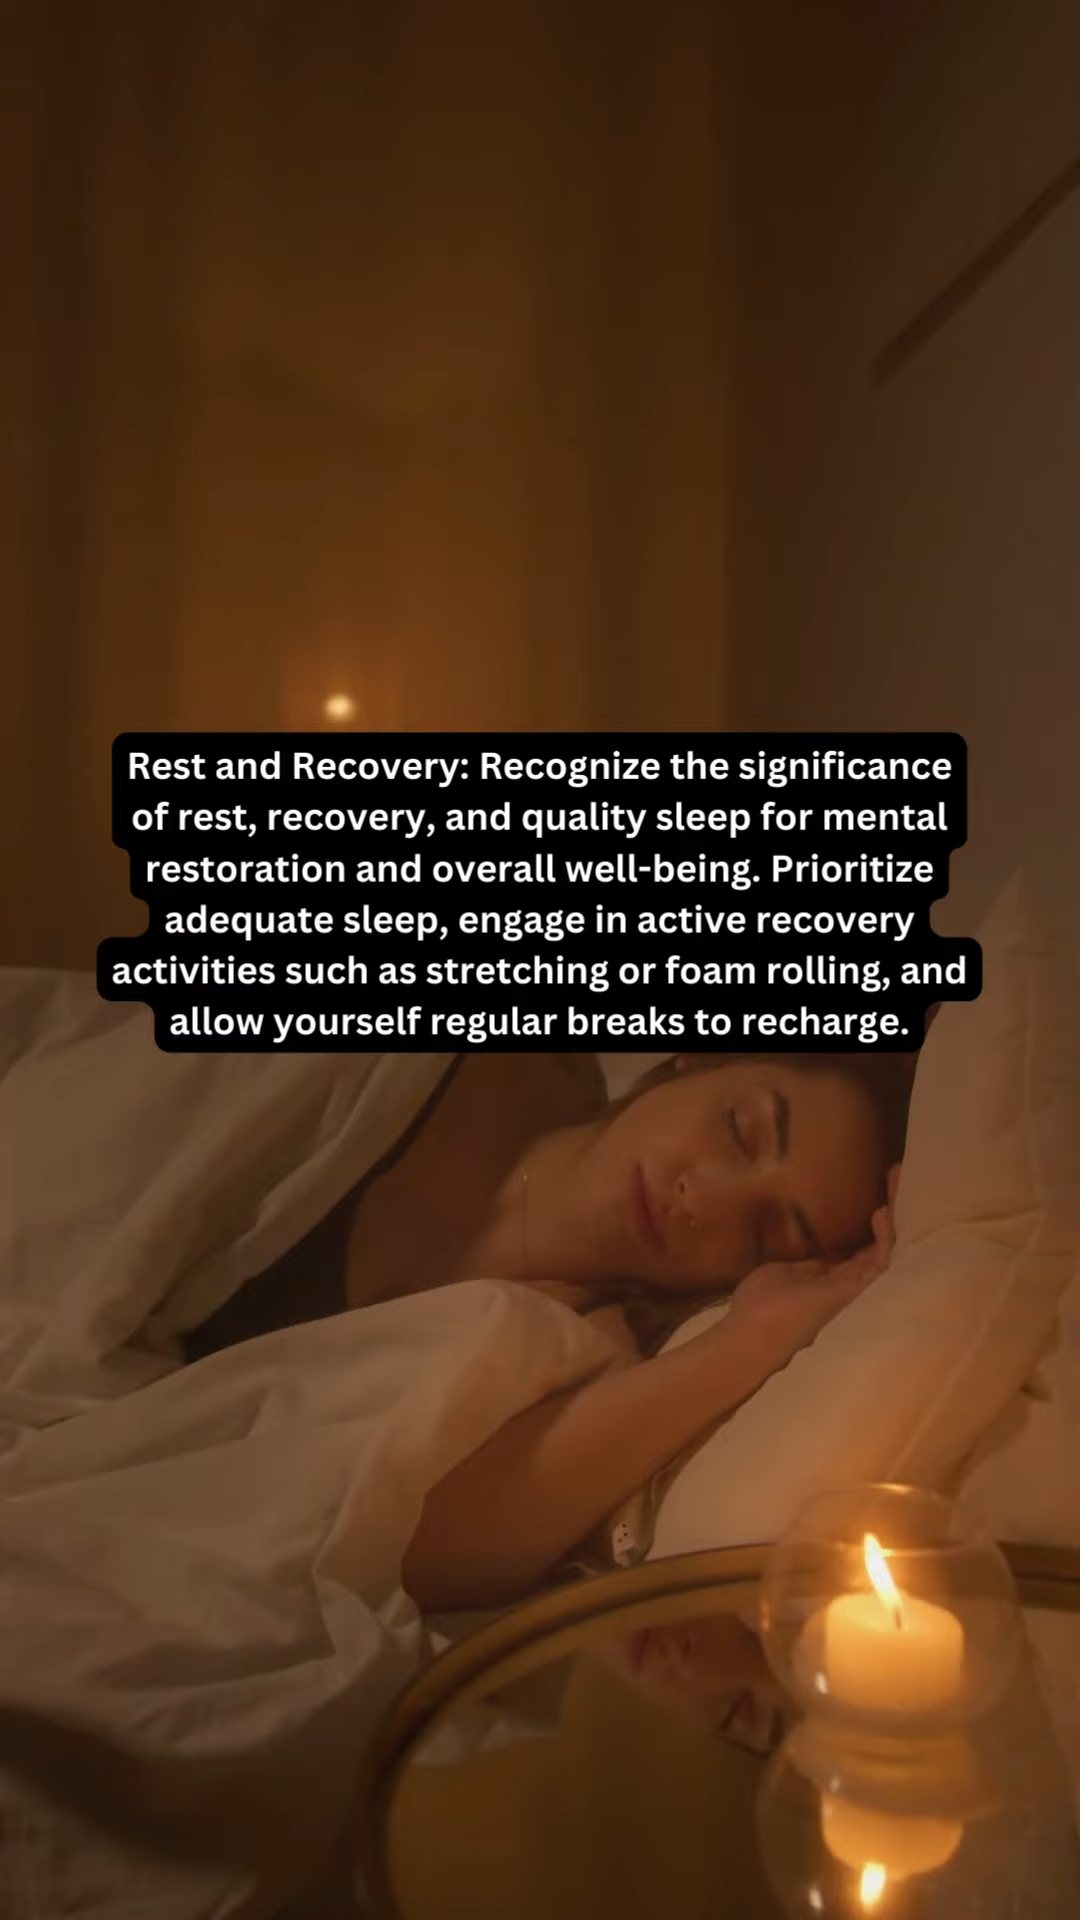 Rest and Recovery: Recognize the significance
of rest, recovery, and quality sleep for mental
restoration and overall well-being. Prioritize
adequate sleep, engage in active recovery
activities such as stretching or foam rolling, and
allow yourself regular breaks to recharge.